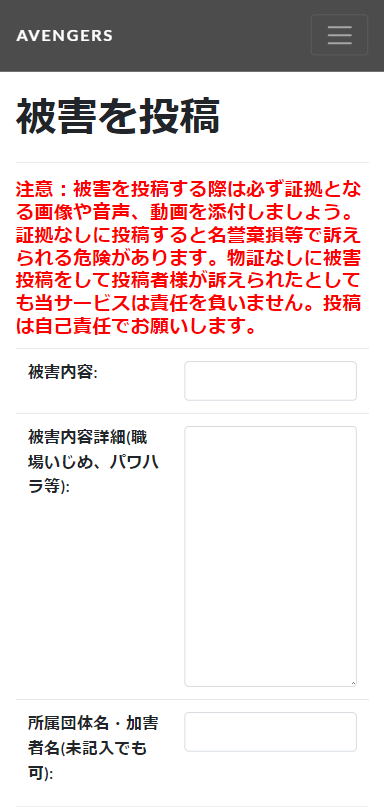 AVENGERS
被害を投稿
注意：被害を投稿する際は必ず証拠とな
る画像や音声、動画を添付しましょう。
証拠なしに投稿すると名誉棄損等で訴え
られる危険があります。物証なしに被害
投稿をして投稿者様が訴えられたとして
も当サービスは責任を負いません。投稿
は自己責任でお願いします。
被害内容:
被害内容詳細(職
場いじめ、パワハ
ラ等):
所属団体名・加害
者名(未記入でも
可):